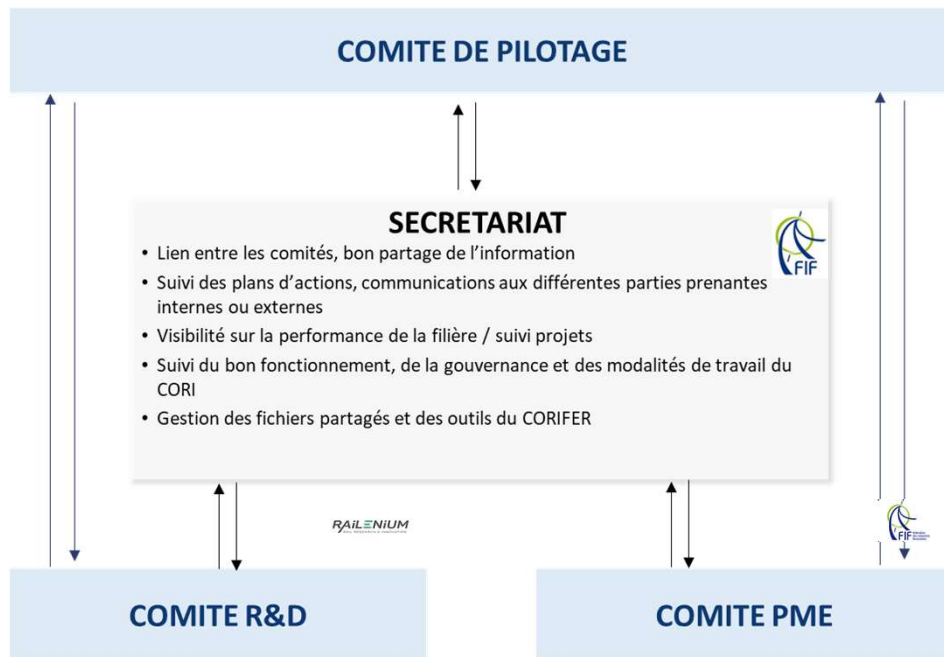 COMITE DE PILOTAGE
SECRETARIAT
FIF
• Lien entre les comités, bon partage de l'information
• Suivi des plans d'actions, communications aux différentes parties prenantes
internes ou externes
• Visibilité sur la performance de la filière / suivi projets
• Suivi du bon fonctionnement, de la gouvernance et des modalités de travail du
CORI
• Gestion des fichiers partagés et des outils du CORIFER
RAILENIUM
FIF
COMITE R&D
COMITE PME